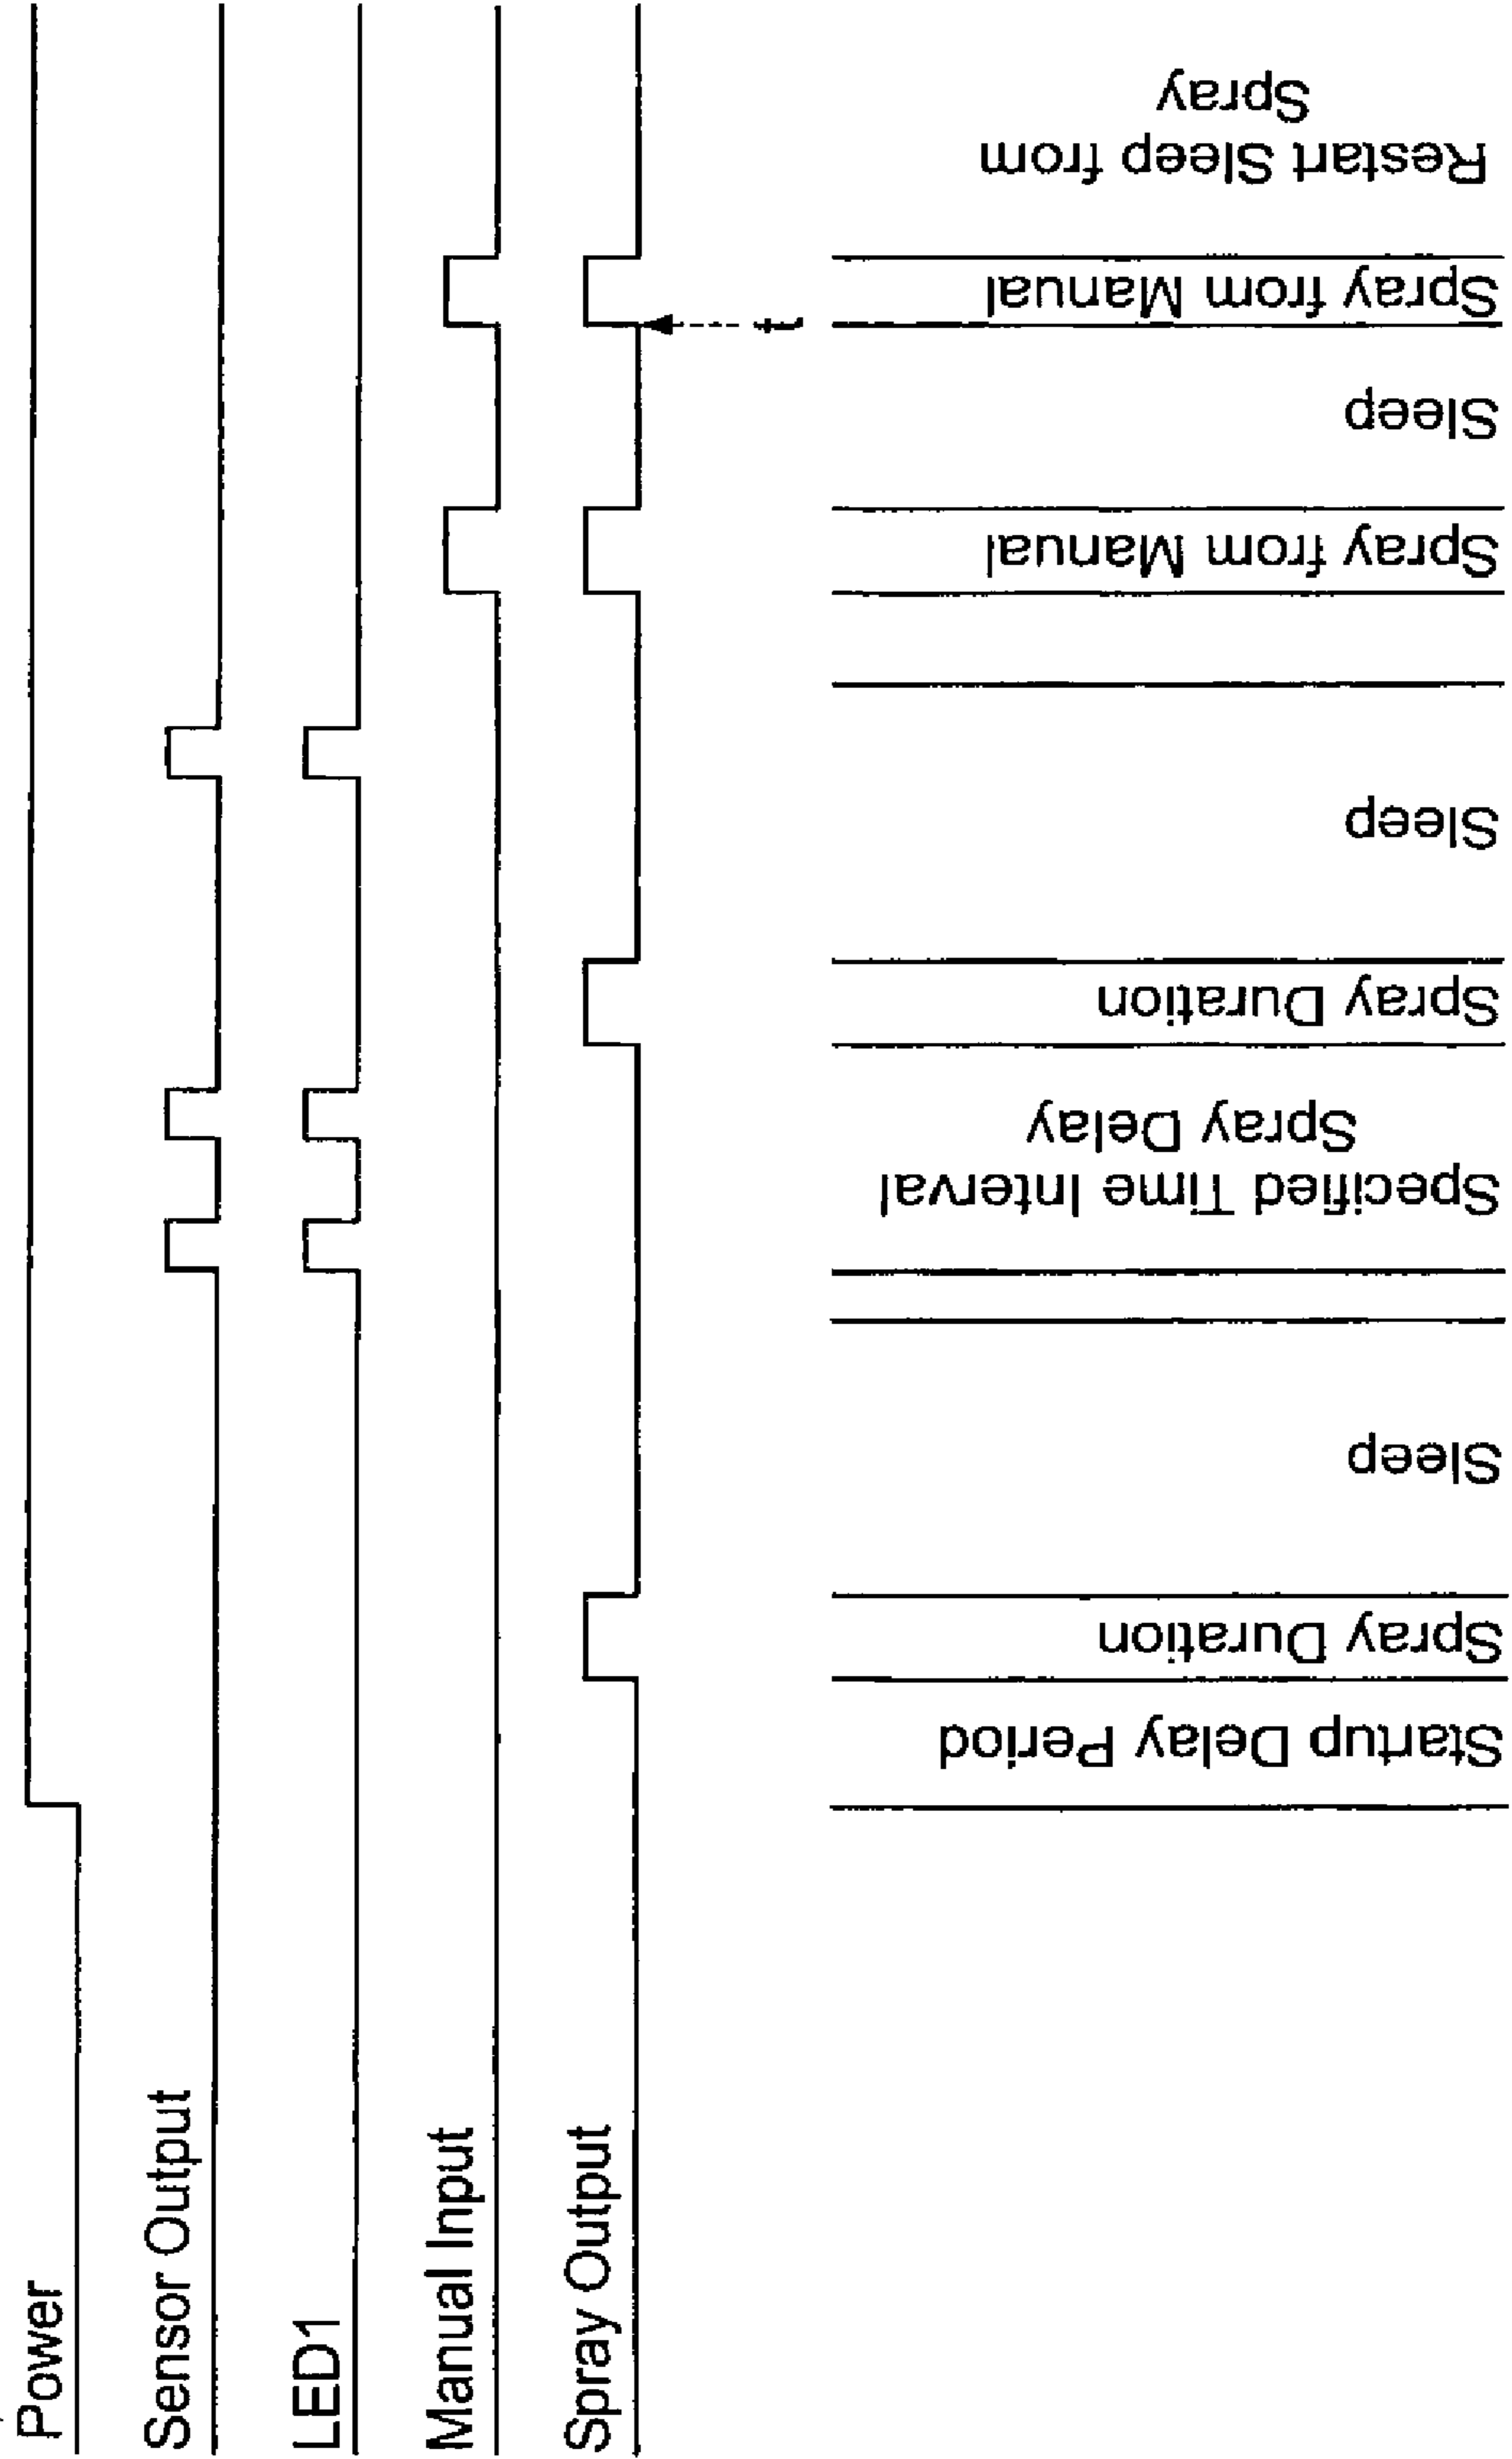 Power
Sensor Output
LED1
Manual Input
Spray Output
Startup Delay Period
Spray Duration
Sleep
Specified Time Interval
Spray Delay
Spray Duration
Sleep
Spray from Manual
Sleep
Spray from Manual
Restart Sleep from
Spray
t